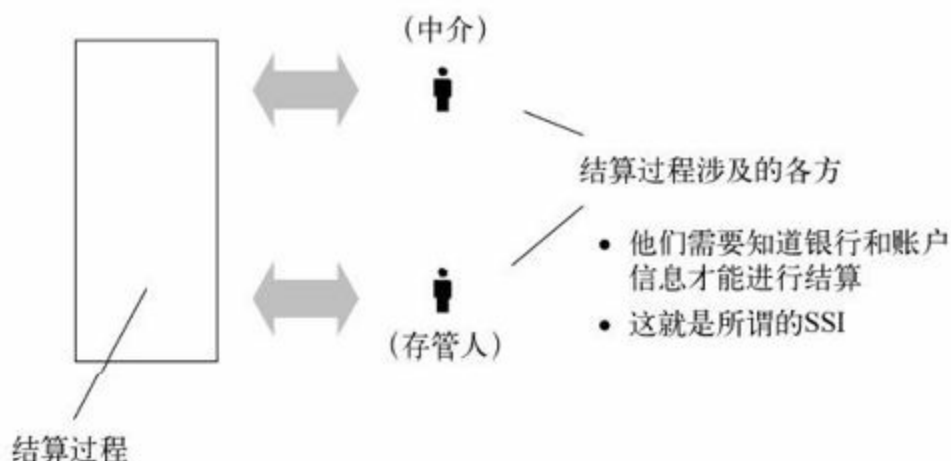 （中介）
结算过程涉及的各方
• 他们需要知道银行和账户
信息才能进行结算
• 这就是所谓的SSI
（存管人）
结算过程